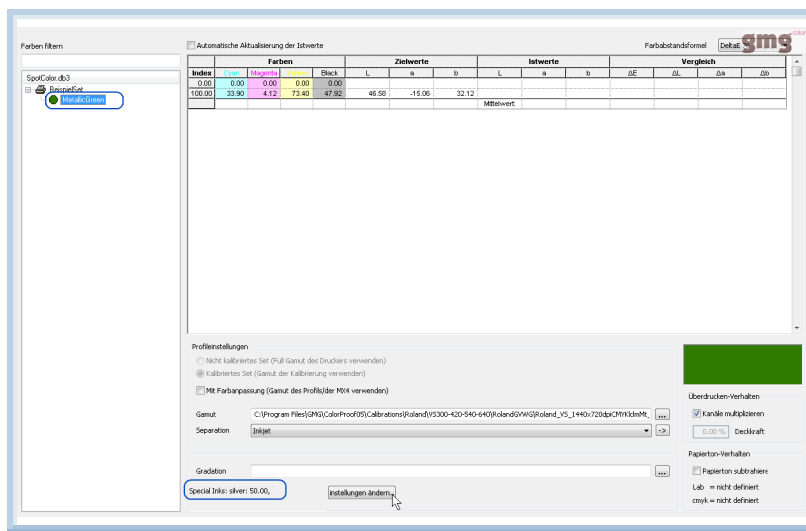 Farben filtern
Automatische Aktualisierung der Istwerte
Farbabstandsformel DeltaE
gmg color
SpotColor.db3
BeispielSet
MetallicGreen
Farben Zielwerte Istwerte Vergleich
Index Cyan Magenta Yellow Black L a b L a b ΔE ΔL Δa Δb
0.00 0.00 0.00 0.00 0.00
100.00 33.90 4.12 73.40 47.92 46.58 -15.06 32.12
Mittelwert
Profileinstellungen
Nicht kalibriertes Set (Full Gamut des Druckers verwenden)
Kalibriertes Set (Gamut der Kalibrierung verwenden)
Mit Farbanpassung (Gamut des Profils/der MX4 verwenden)
Gamut C:\Program Files\GMG\ColorProof05\Calibrations\Roland\VS300-420-540-640\RolandGVWG\Roland_VS_1440x720dpiCMYKldmMt_ ...
Separation Inkjet ->
Gradation ...
Special Inks: silver: 50.00,
instellungen ändern...
Überdrucken-Verhalten
Kanäle multiplizieren
0.00 % Deckkraft
Papierton-Verhalten
Papierton subtrahiere
Lab = nicht definiert
cmyk = nicht definiert